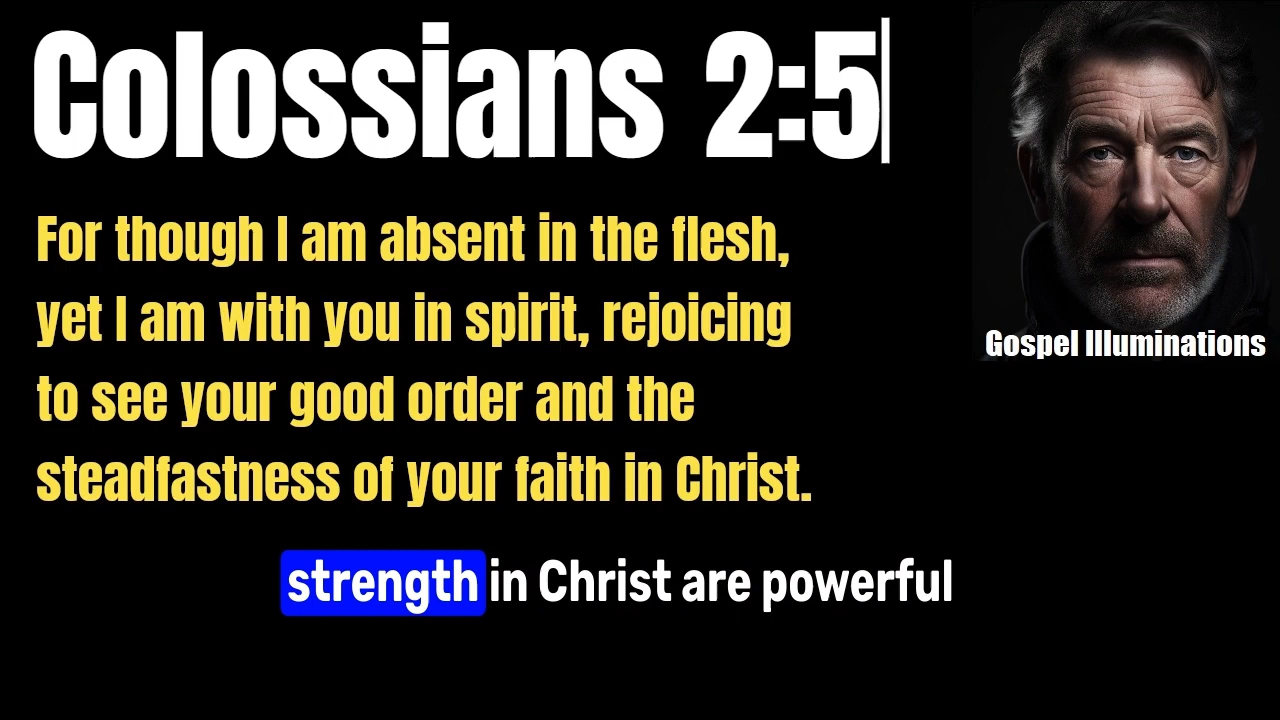 Colossians 2:5
For though I am absent in the flesh,
yet I am with you in spirit, rejoicing
to see your good order and the
steadfastness of your faith in Christ.
Gospel Illuminations
strength in Christ are powerful